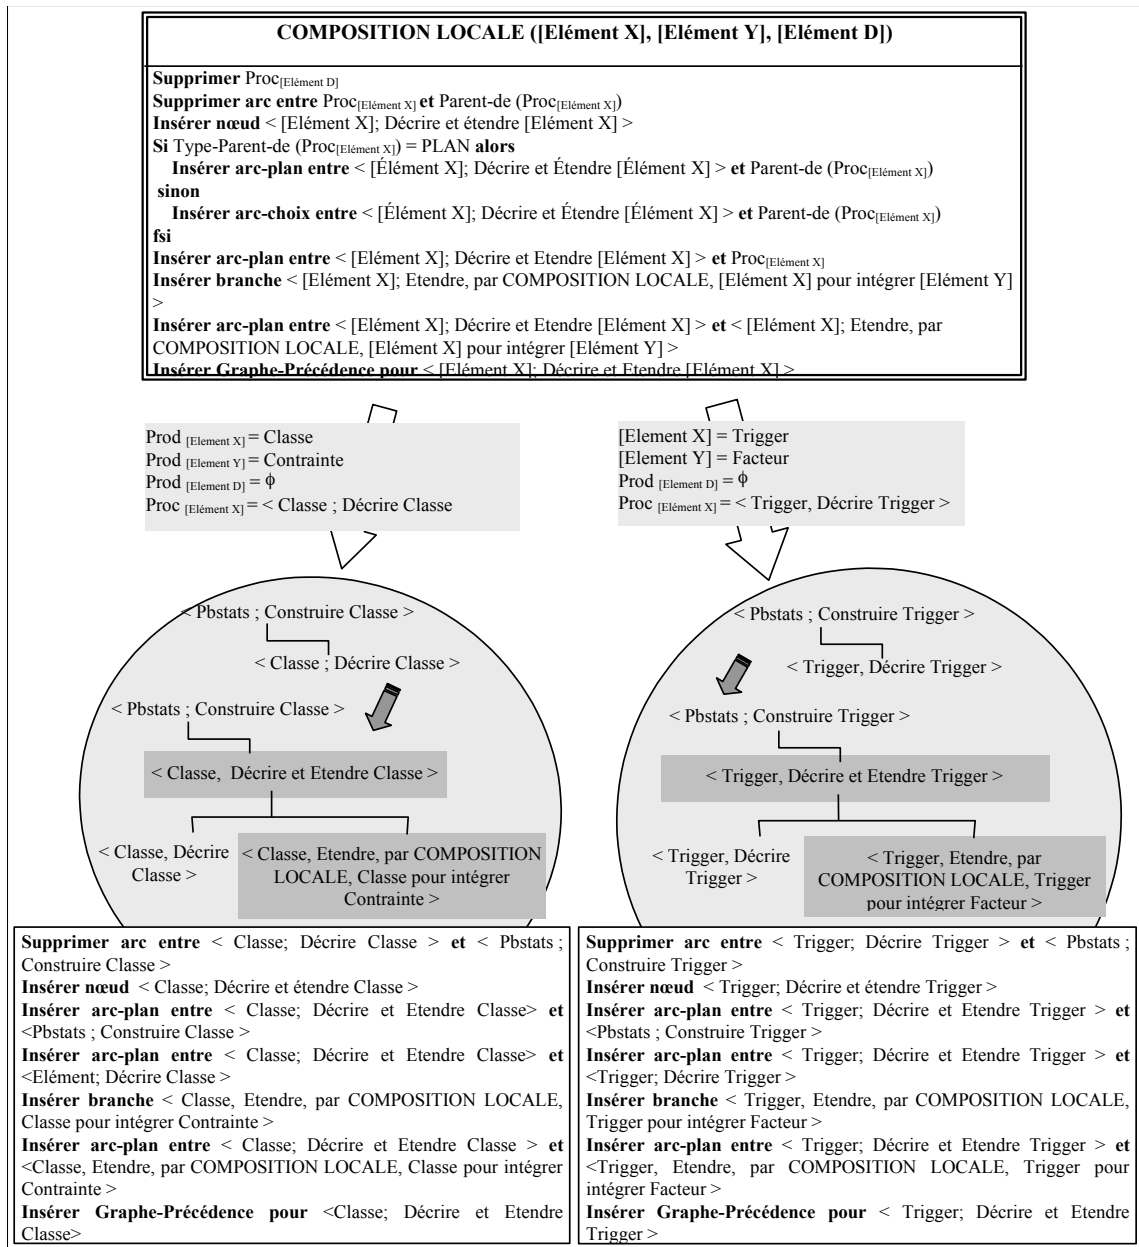 COMPOSITION LOCALE ([Elément X], [Elément Y], [Elément D])
Supprimer Proc[Elément D]
Supprimer arc entre Proc[Elément X] et Parent-de (Proc[Elément X])
Insérer nœud < [Elément X]; Décrire et étendre [Elément X] >
Si Type-Parent-de (Proc[Elément X]) = PLAN alors
Insérer arc-plan entre < [Élément X]; Décrire et Étendre [Elément X] > et Parent-de (Proc[Elément X])
sinon
Insérer arc-choix entre < [Élément X]; Décrire et Étendre [Elément X] > et Parent-de (Proc[Elément X])
fsi
Insérer arc-plan entre < [Elément X]; Décrire et Etendre [Elément X] > et Proc[Elément X]
Insérer branche < [Elément X]; Etendre, par COMPOSITION LOCALE, [Elément X] pour intégrer [Elément Y]
>
Insérer arc-plan entre < [Elément X]; Décrire et Etendre [Elément X] > et < [Elément X]; Etendre, par
COMPOSITION LOCALE, [Elément X] pour intégrer [Elément Y] >
Insérer Graphe-Précédence pour < [Elément X]; Décrire et Etendre [Elément X] >
Prod [Element X] = Classe
Prod [Element Y] = Contrainte
Prod [Element D] = ϕ
Proc [Elément X] = < Classe ; Décrire Classe
[Element X] = Trigger
[Element Y] = Facteur
Prod [Element D] = ϕ
Proc [Elément X] = < Trigger, Décrire Trigger >
< Pbstats ; Construire Classe >
< Classe ; Décrire Classe >
< Pbstats ; Construire Classe >
< Classe, Décrire et Etendre Classe >
< Classe, Décrire
Classe >
< Classe, Etendre, par COMPOSITION
LOCALE, Classe pour intégrer
Contrainte >
< Pbstats ; Construire Trigger >
< Trigger, Décrire Trigger >
< Pbstats ; Construire Trigger >
< Trigger, Décrire et Etendre Trigger >
< Trigger, Décrire
Trigger >
< Trigger, Etendre, par
COMPOSITION LOCALE, Trigger
pour intégrer Facteur >
Supprimer arc entre < Classe; Décrire Classe > et < Pbstats ;
Construire Classe >
Insérer nœud < Classe; Décrire et étendre Classe >
Insérer arc-plan entre < Classe; Décrire et Etendre Classe> et
<Pbstats ; Construire Classe >
Insérer arc-plan entre < Classe; Décrire et Etendre Classe> et
<Elément; Décrire Classe >
Insérer branche < Classe, Etendre, par COMPOSITION LOCALE,
Classe pour intégrer Contrainte >
Insérer arc-plan entre < Classe; Décrire et Etendre Classe > et
<Classe, Etendre, par COMPOSITION LOCALE, Classe pour intégrer
Contrainte >
Insérer Graphe-Précédence pour <Classe; Décrire et Etendre
Classe>
Supprimer arc entre < Trigger; Décrire Trigger > et < Pbstats ;
Construire Trigger >
Insérer nœud < Trigger; Décrire et étendre Trigger >
Insérer arc-plan entre < Trigger; Décrire et Etendre Trigger > et
<Pbstats ; Construire Trigger >
Insérer arc-plan entre < Trigger; Décrire et Etendre Trigger > et
<Trigger; Décrire Trigger >
Insérer branche < Trigger, Etendre, par COMPOSITION LOCALE,
Trigger pour intégrer Facteur >
Insérer arc-plan entre < Trigger; Décrire et Etendre Trigger > et
<Trigger, Etendre, par COMPOSITION LOCALE, Trigger pour
intégrer Facteur >
Insérer Graphe-Précédence pour < Trigger; Décrire et Etendre
Trigger >